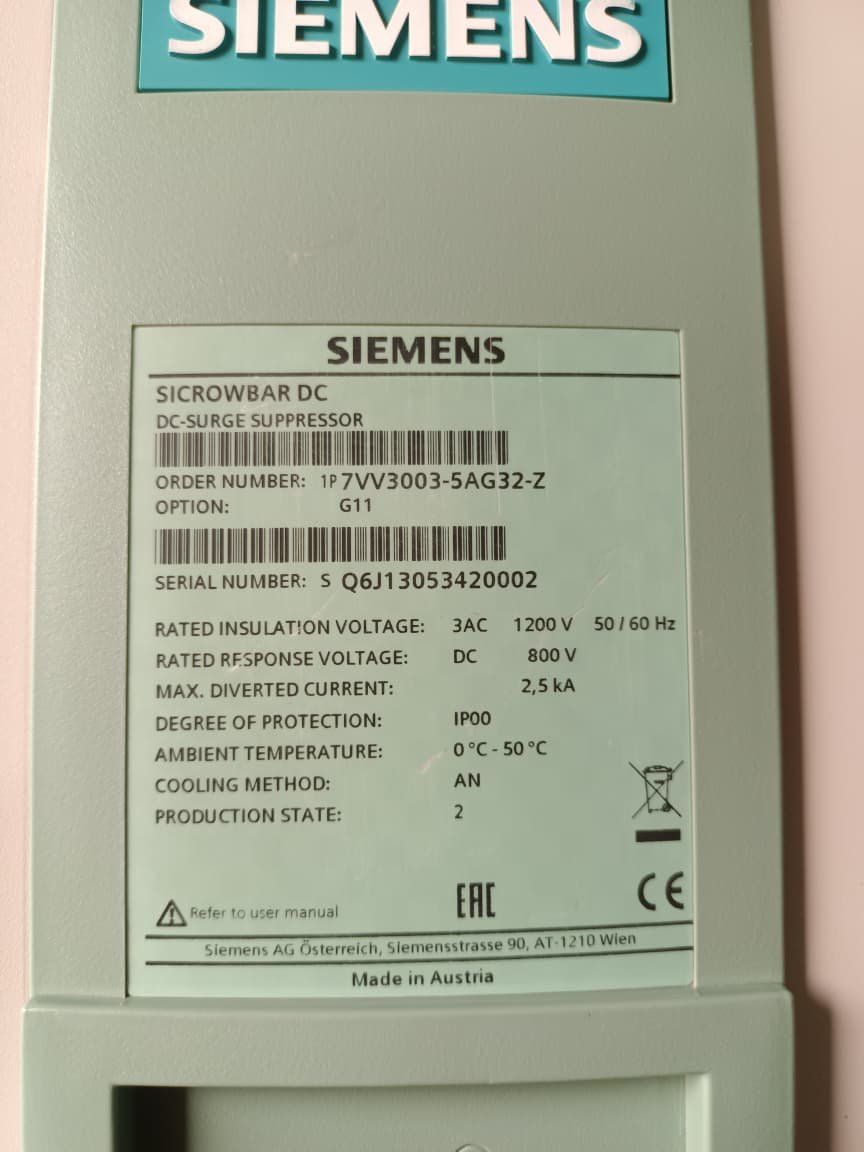 SIEMENS
SIEMENS
SICROWBAR DC
DC-SURGE SUPPRESSOR
ORDER NUMBER: 1P 7VV3003-5AG32-Z
OPTION: G11
SERIAL NUMBER: S Q6J13053420002
RATED INSULATION VOLTAGE: 3AC 1200 V 50 / 60 Hz
RATED RESPONSE VOLTAGE: DC 800 V
MAX. DIVERTED CURRENT: 2,5 kA
DEGREE OF PROTECTION: IP00
AMBIENT TEMPERATURE: 0 °C - 50 °C
COOLING METHOD: AN
PRODUCTION STATE: 2
Refer to user manual EAC CE
Siemens AG Österreich, Siemensstrasse 90, AT-1210 Wien
Made in Austria